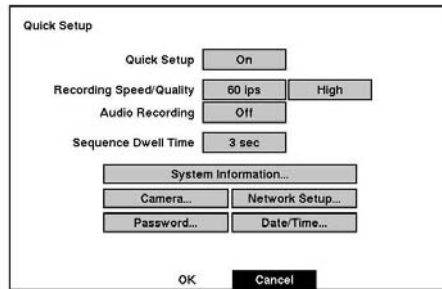 Quick Setup
Quick Setup On
Recording Speed/Quality 60 ips High
Audio Recording Off
Sequence Dwell Time 3 sec
System Information...
Camera... Network Setup...
Password... Date/Time...
OK Cancel